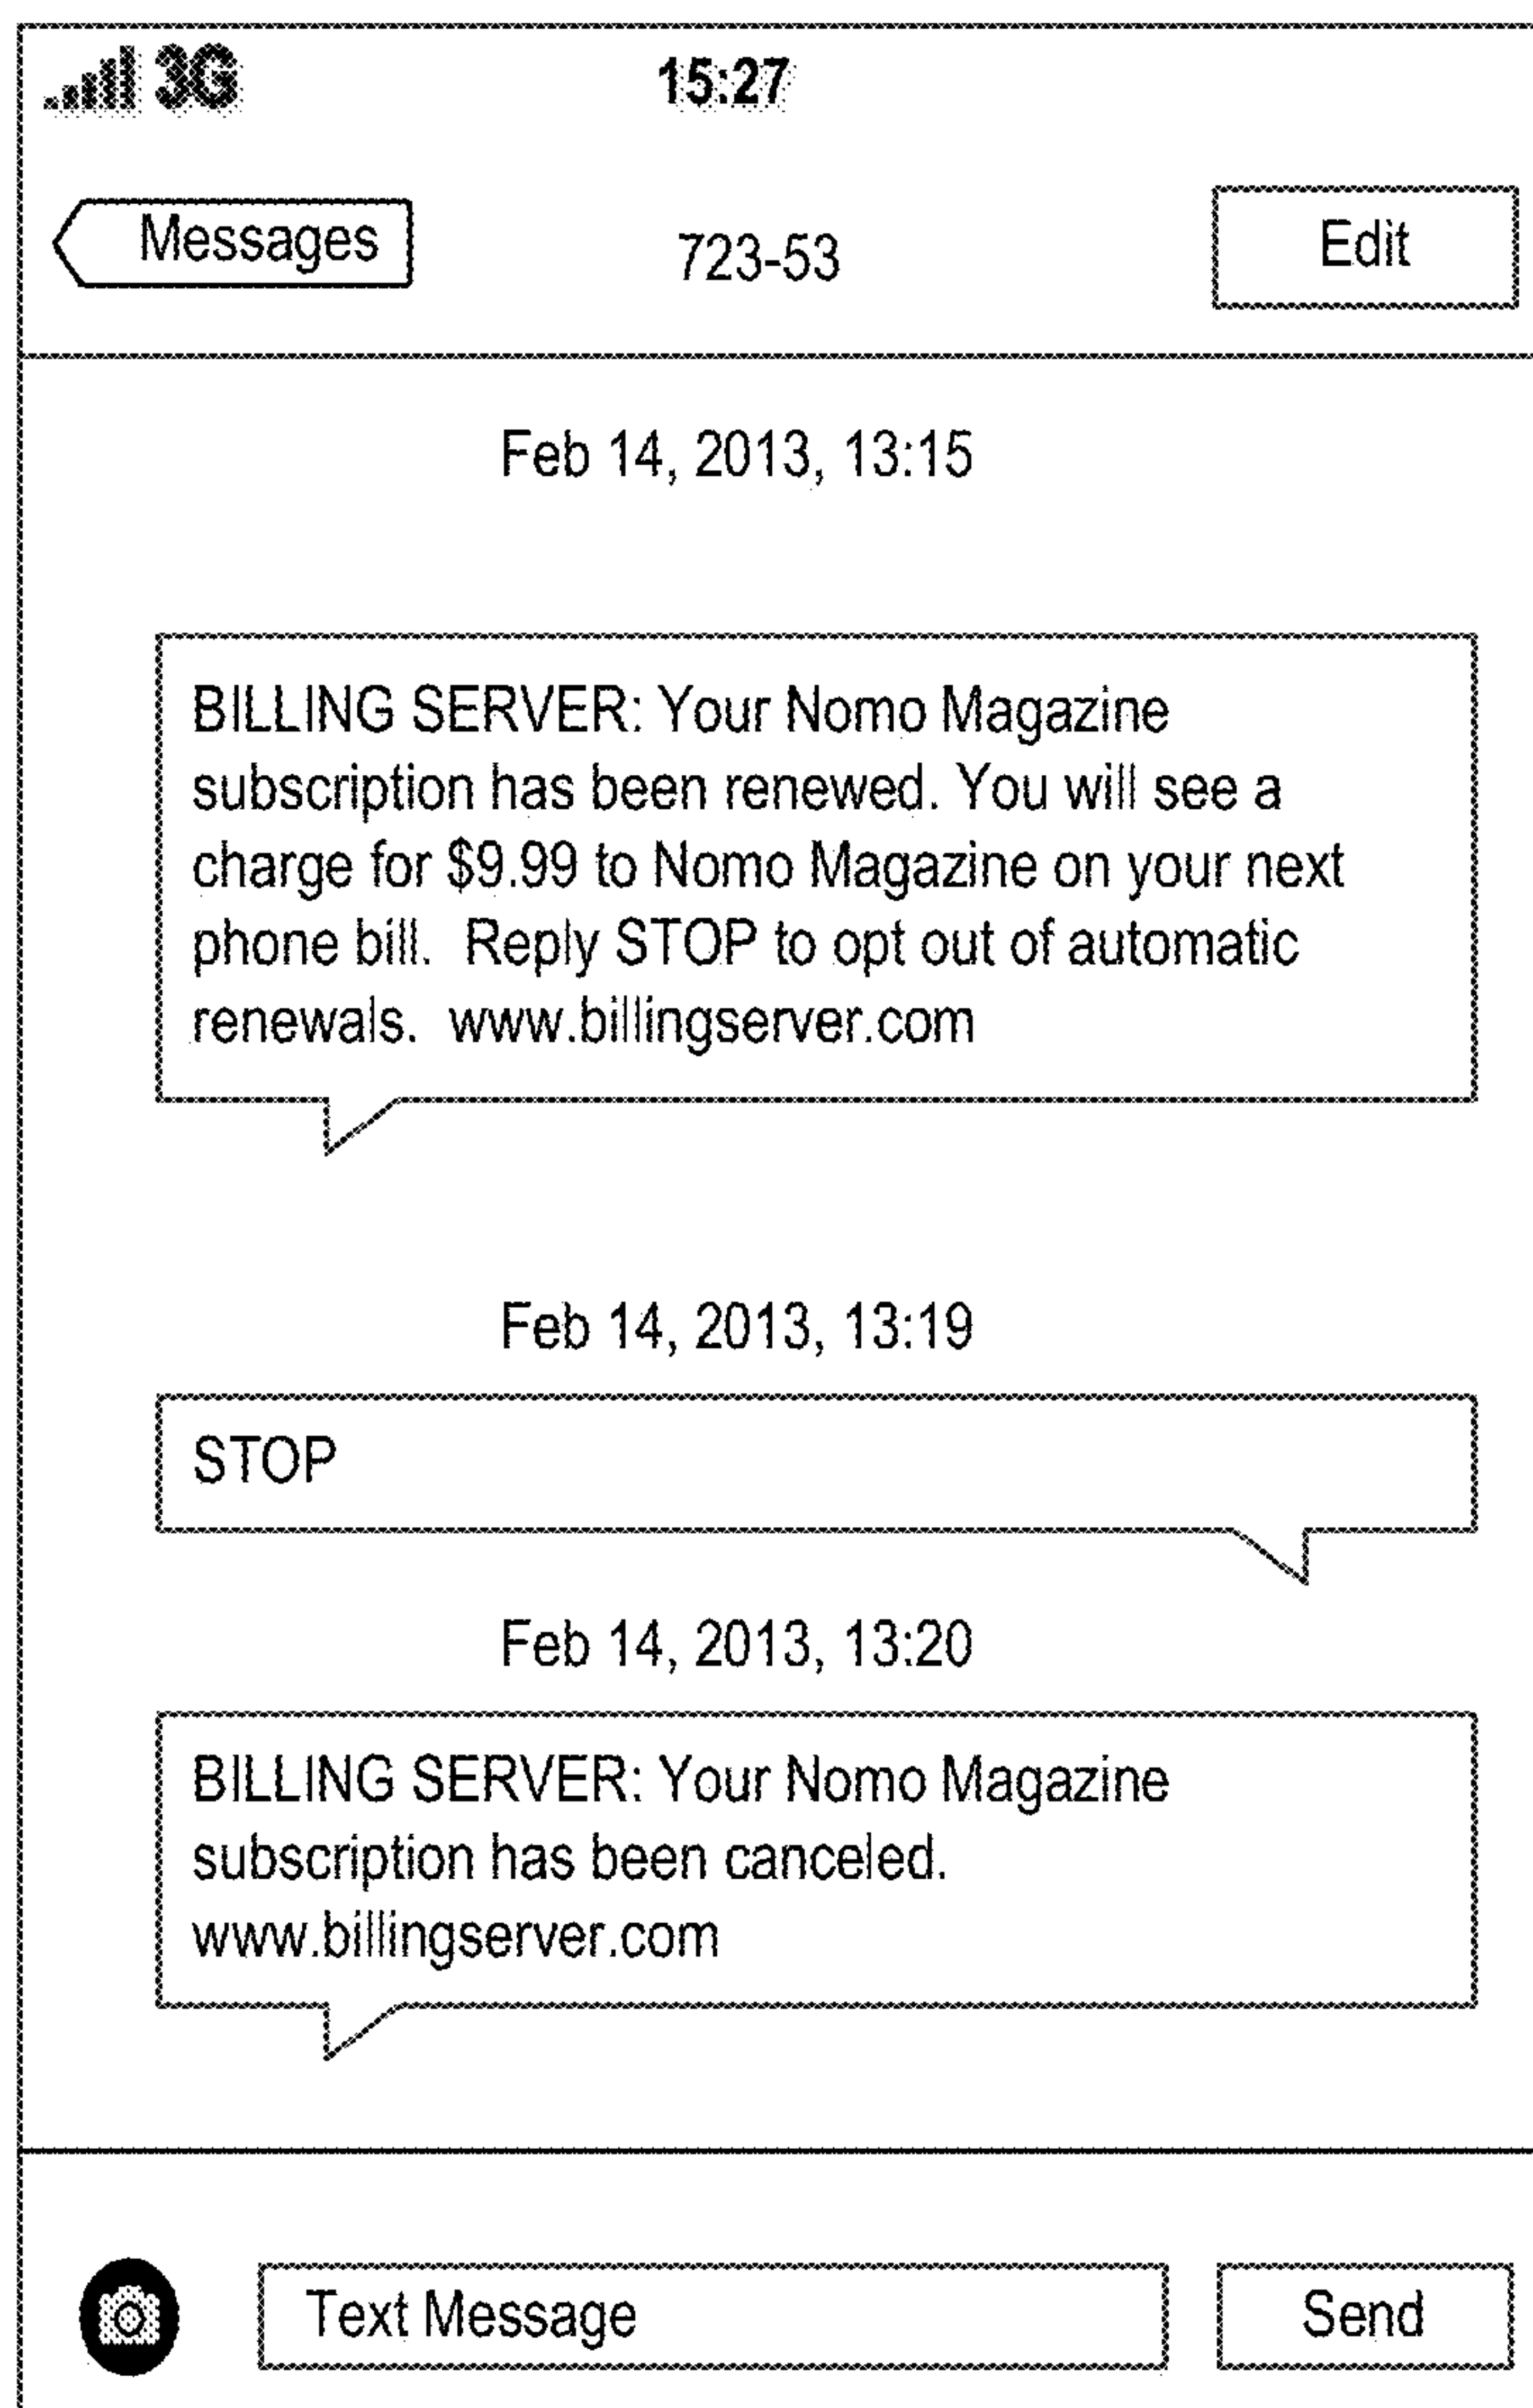 3G 15:27
Messages 723-53 Edit
Feb 14, 2013, 13:15
BILLING SERVER: Your Nomo Magazine
subscription has been renewed. You will see a
charge for $9.99 to Nomo Magazine on your next
phone bill. Reply STOP to opt out of automatic
renewals. www.billingserver.com
Feb 14, 2013, 13:19
STOP
Feb 14, 2013, 13:20
BILLING SERVER: Your Nomo Magazine
subscription has been canceled.
www.billingserver.com
Text Message Send